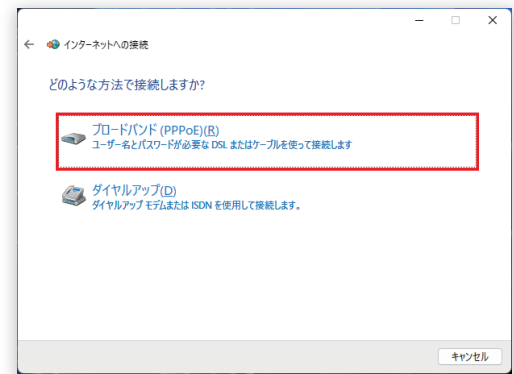 インターネットへの接続
どのような方法で接続しますか?
ブロードバンド (PPPoE)(R)
ユーザー名とパスワードが必要な DSL またはケーブルを使って接続します
ダイヤルアップ(D)
ダイヤルアップ モデムまたは ISDN を使用して接続します。
キャンセル